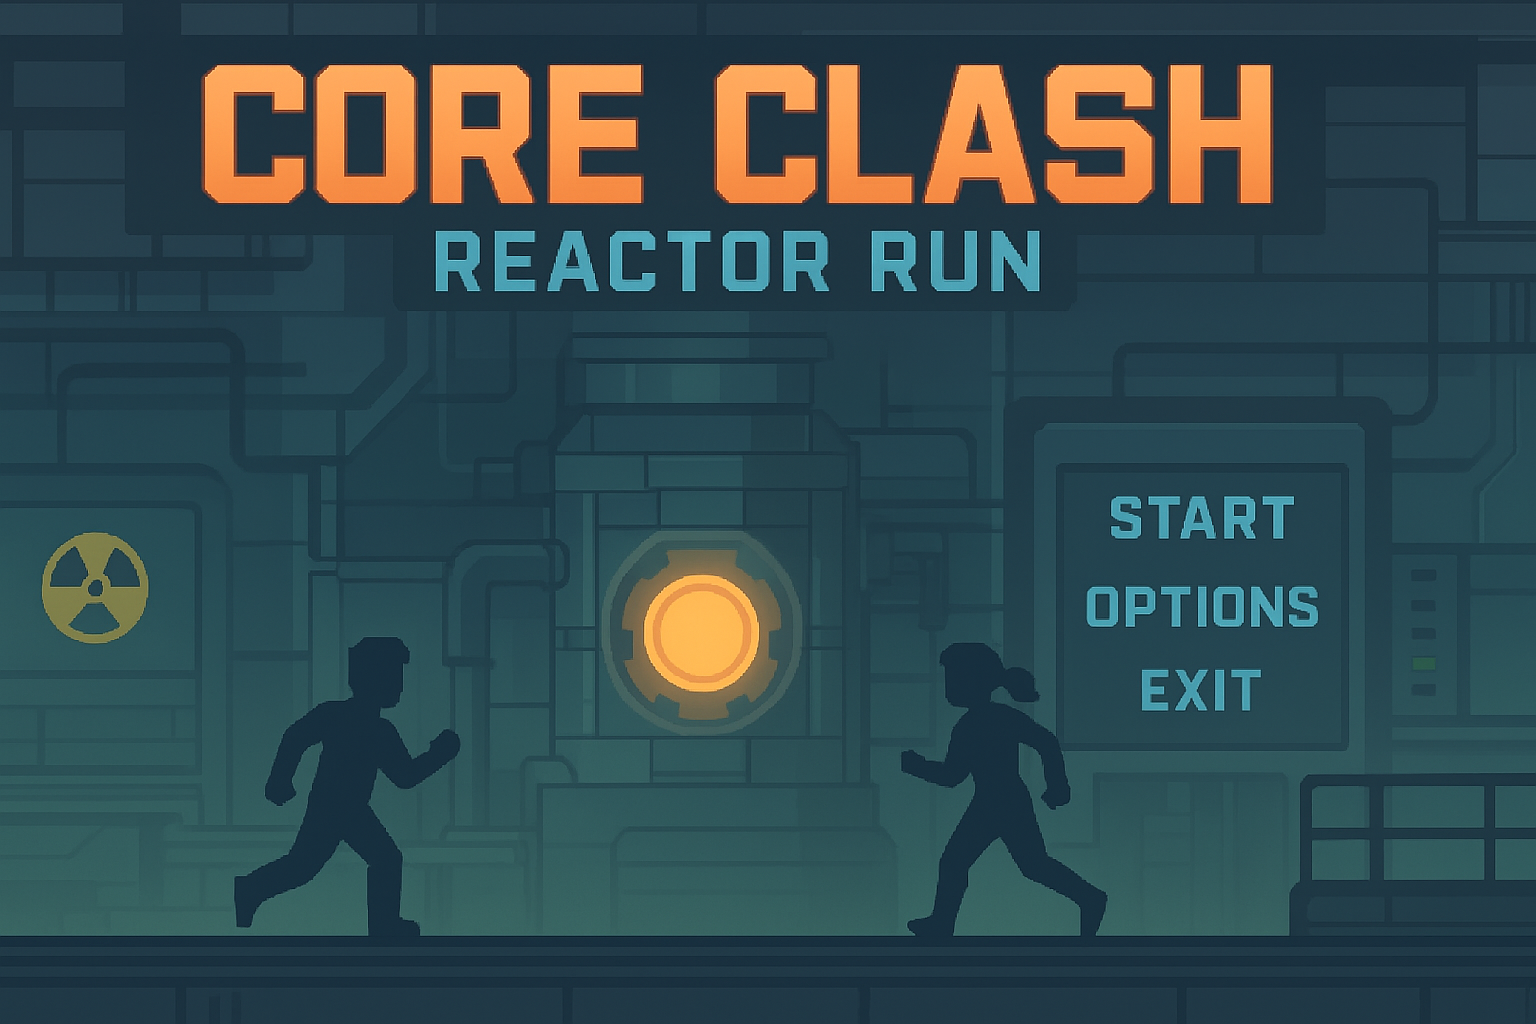 CORE CLASH
REACTOR RUN
START
OPTIONS
EXIT